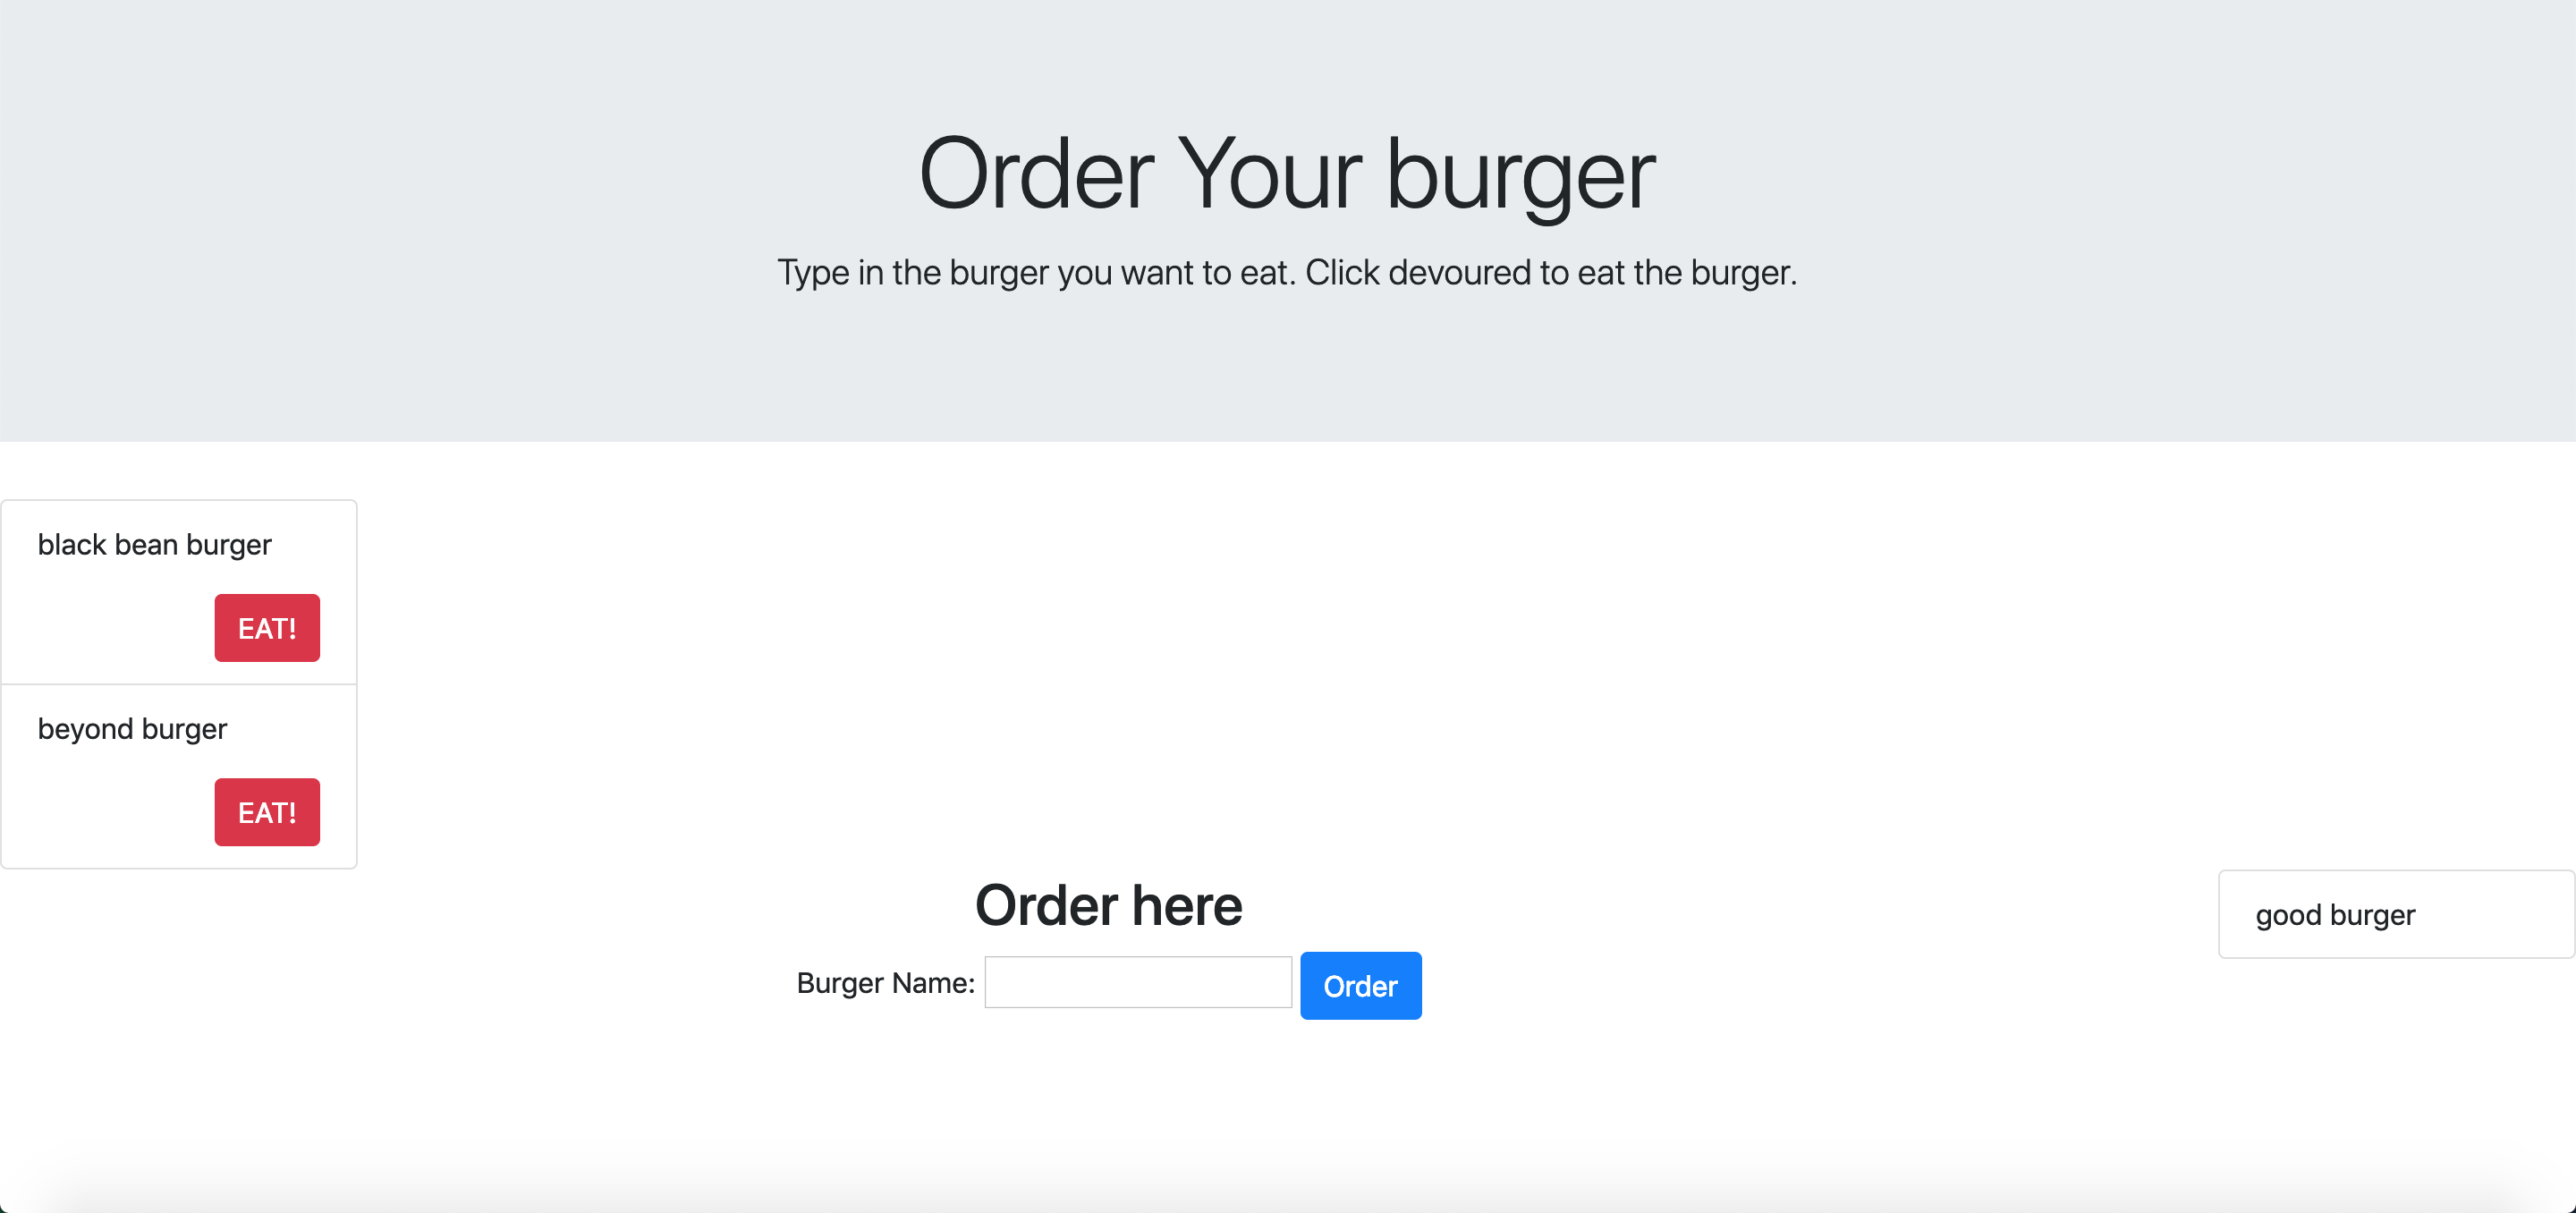 Order Your burger
Type in the burger you want to eat. Click devoured to eat the burger.
black bean burger
EAT!
beyond burger
EAT!
Order here
Burger Name: Order
good burger